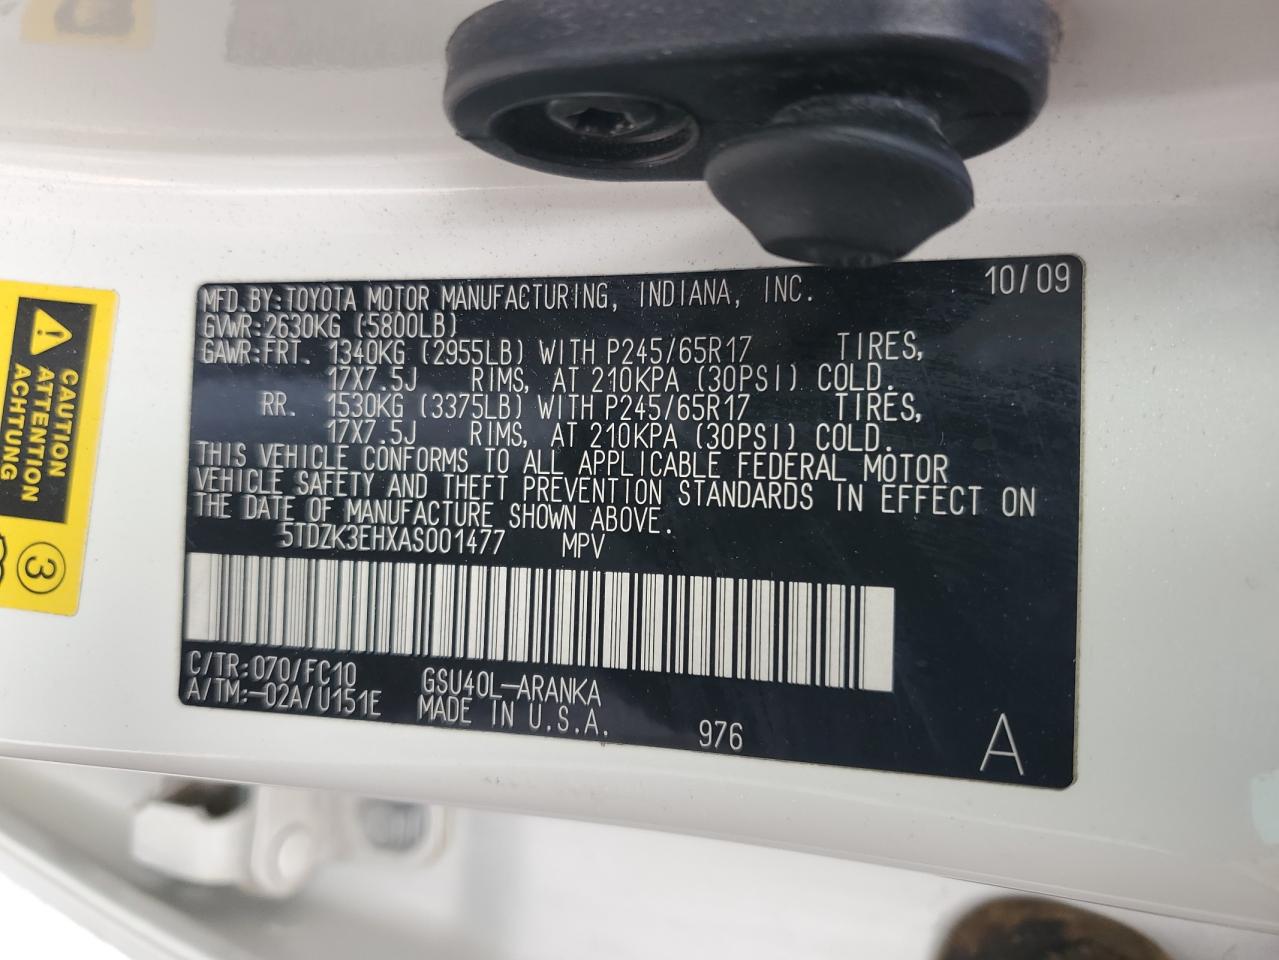 MFD.BY:TOYOTA MOTOR MANUFACTURING, INDIANA, INC. 10/09
GVWR:2630KG (5800LB)
GAWR:FRT. 1340KG (2955LB) WITH P245/65R17 TIRES,
17X7.5J RIMS, AT 210KPA (30PSI) COLD.
RR. 1530KG (3375LB) WITH P245/65R17 TIRES,
17X7.5J RIMS, AT 210KPA (30PSI) COLD.
THIS VEHICLE CONFORMS TO ALL APPLICABLE FEDERAL MOTOR
VEHICLE SAFETY AND THEFT PREVENTION STANDARDS IN EFFECT ON
THE DATE OF MANUFACTURE SHOWN ABOVE.
5TDZK3EHXAS001477 MPV
C/TR:070/FC10 GSU40L-ARANKA
A/TM:-02A/U151E MADE IN U.S.A. 976
A
CAUTION
ATTENTION
ACHTUNG
3